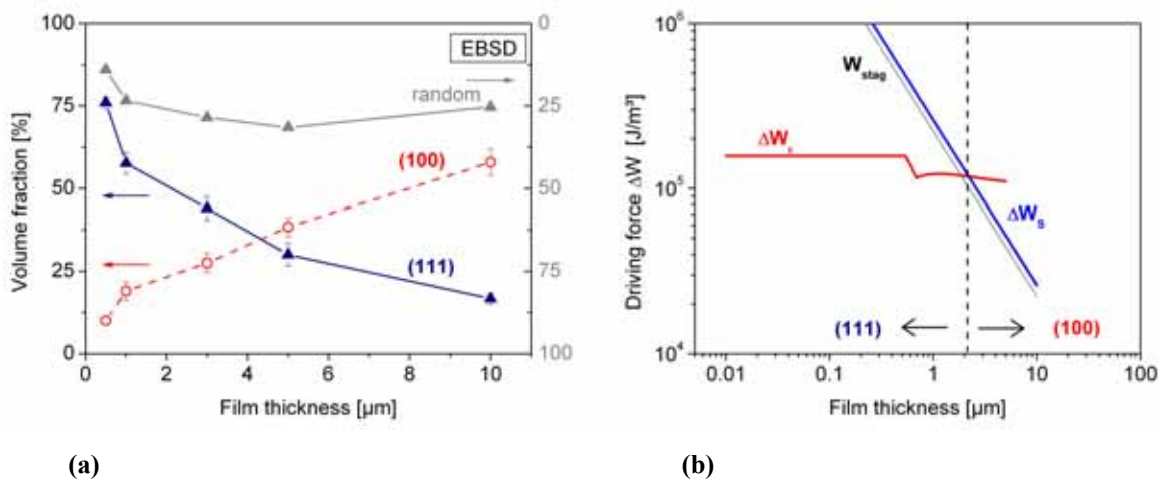 100
75
50
25
0
Volume fraction [%]
0
25
50
75
100
EBSD
random
(100)
(111)
0
2
4
6
8
10
Film thickness [µm]
(a)
10⁶
10⁵
10⁴
Driving force ΔW [J/m³]
W_stag
ΔW_ε
ΔW_S
(111)
(100)
0.01
0.1
1
10
100
Film thickness [µm]
(b)